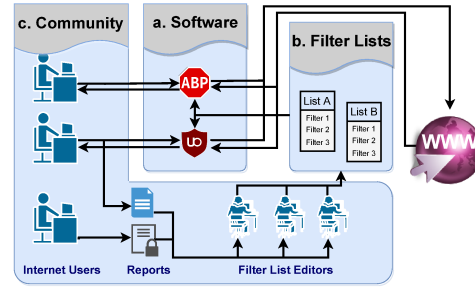 c. Community
a. Software
b. Filter Lists
ABP
List A
Filter 1
Filter 2
Filter 3
List B
Filter 1
Filter 2
Filter 3
UO
WWW
Internet Users
Reports
Filter List Editors